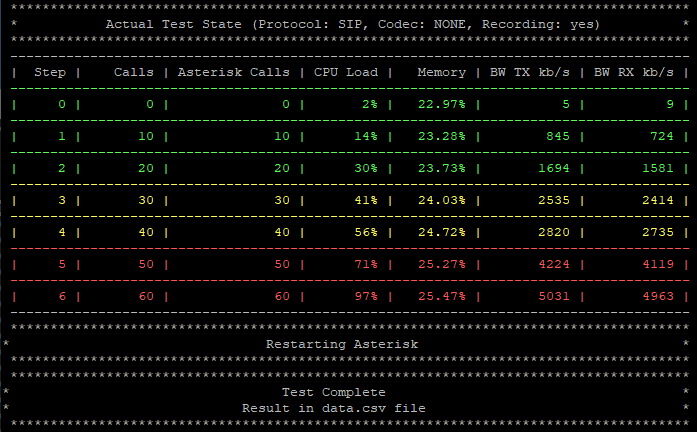 ************************************************************************************
*           Actual Test State (Protocol: SIP, Codec: NONE, Recording: yes)          *
************************************************************************************
-------------------------------------------------------------------------------------
|  Step |    Calls | Asterisk Calls | CPU Load |   Memory | BW TX kb/s | BW RX kb/s |
-------------------------------------------------------------------------------------
|     0 |        0 |              0 |       2% |   22.97% |          5 |          9 |
-------------------------------------------------------------------------------------
|     1 |       10 |             10 |      14% |   23.28% |        845 |        724 |
-------------------------------------------------------------------------------------
|     2 |       20 |             20 |      30% |   23.73% |       1694 |       1581 |
-------------------------------------------------------------------------------------
|     3 |       30 |             30 |      41% |   24.03% |       2535 |       2414 |
-------------------------------------------------------------------------------------
|     4 |       40 |             40 |      56% |   24.72% |       2820 |       2735 |
-------------------------------------------------------------------------------------
|     5 |       50 |             50 |      71% |   25.27% |       4224 |       4119 |
-------------------------------------------------------------------------------------
|     6 |       60 |             60 |      97% |   25.47% |       5031 |       4963 |
-------------------------------------------------------------------------------------
************************************************************************************
*                                Restarting Asterisk                                 *
************************************************************************************
************************************************************************************
*                                  Test Complete                                     *
*                             Result in data.csv file                                *
************************************************************************************